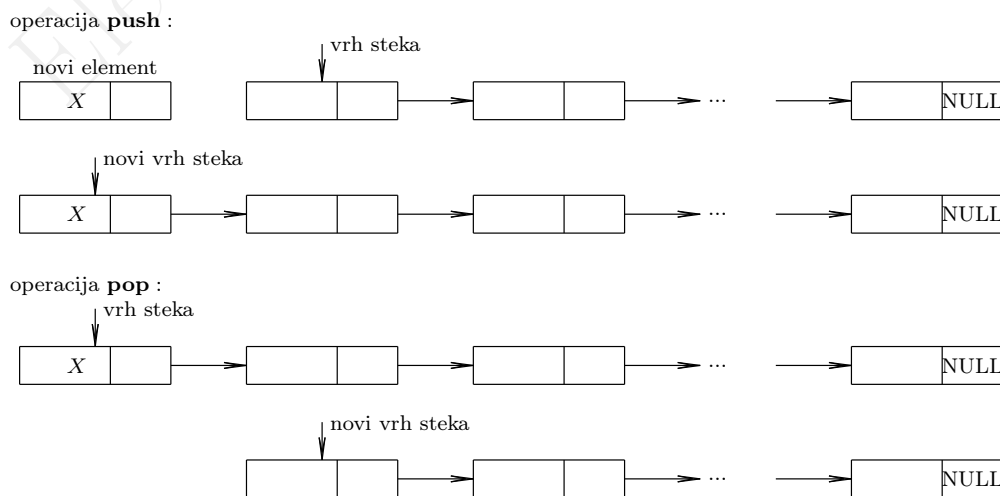 operacija push :
vrh steka
novi element
X
...
NULL
novi vrh steka
X
...
NULL
operacija pop :
vrh steka
X
...
NULL
novi vrh steka
...
NULL